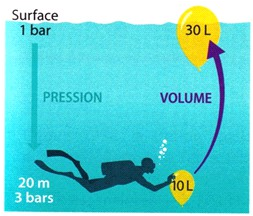 Surface
1 bar
30 L
PRESSION
VOLUME
20 m
3 bars
10 L